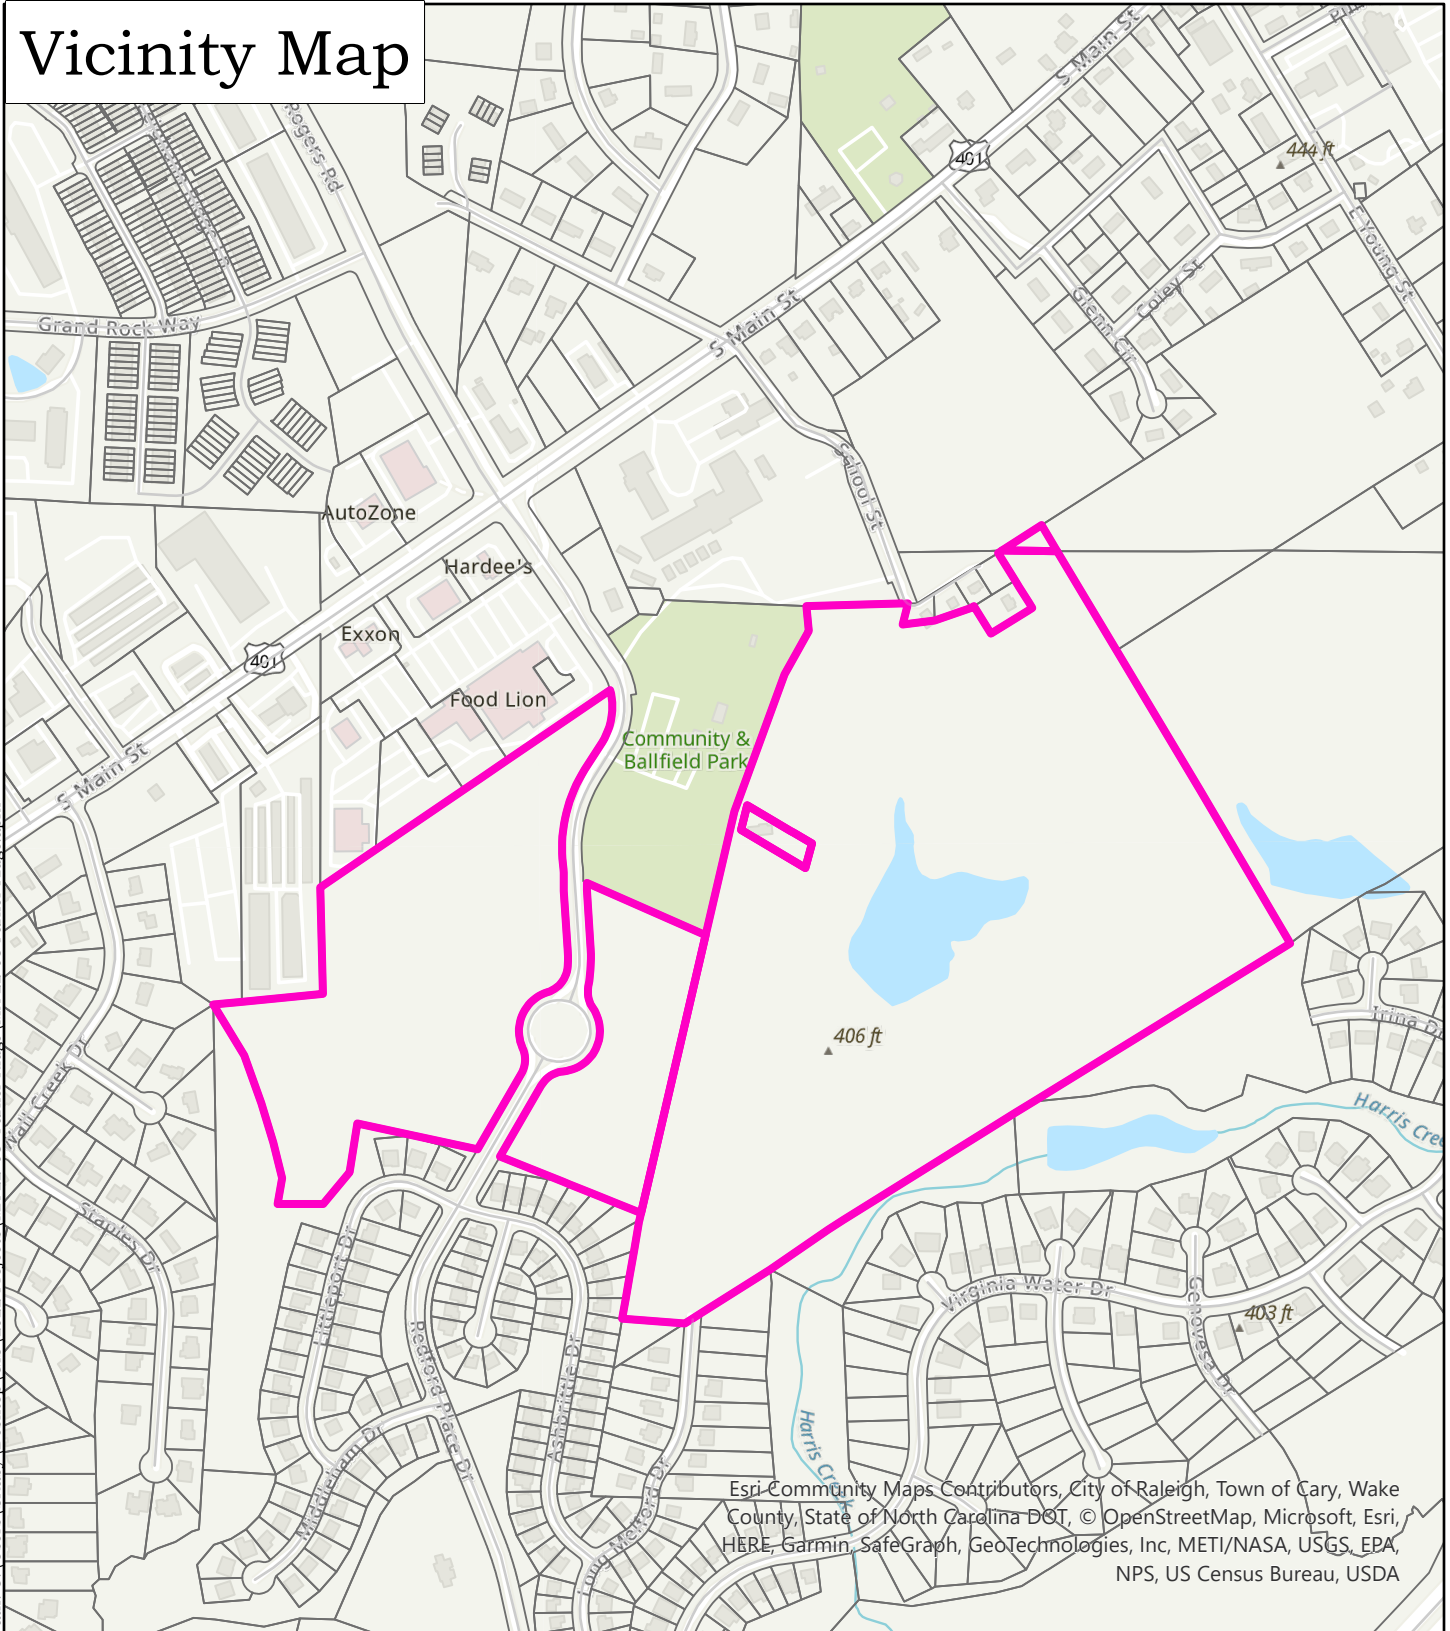 Vicinity Map
S Main St
401
444 ft
Rogers Rd
E Young St
Grand Rock Way
S Main St
Coley St
Glenn Cir
School St
AutoZone
Hardee's
Exxon
401
Food Lion
Community &
Ballfield Park
S Main St
406 ft
Irina Dr
Wall Creek Dr
Harris Cree
Staples Dr
Littleport Dr
Virginia Water Dr
Genovesa Dr
403 ft
Redford Place Dr
Ashbrittle Dr
Middleham Dr
Harris Creek
Long Melford Dr
Esri Community Maps Contributors, City of Raleigh, Town of Cary, Wake
County, State of North Carolina DOT, © OpenStreetMap, Microsoft, Esri,
HERE, Garmin, SafeGraph, GeoTechnologies, Inc, METI/NASA, USGS, EPA,
NPS, US Census Bureau, USDA